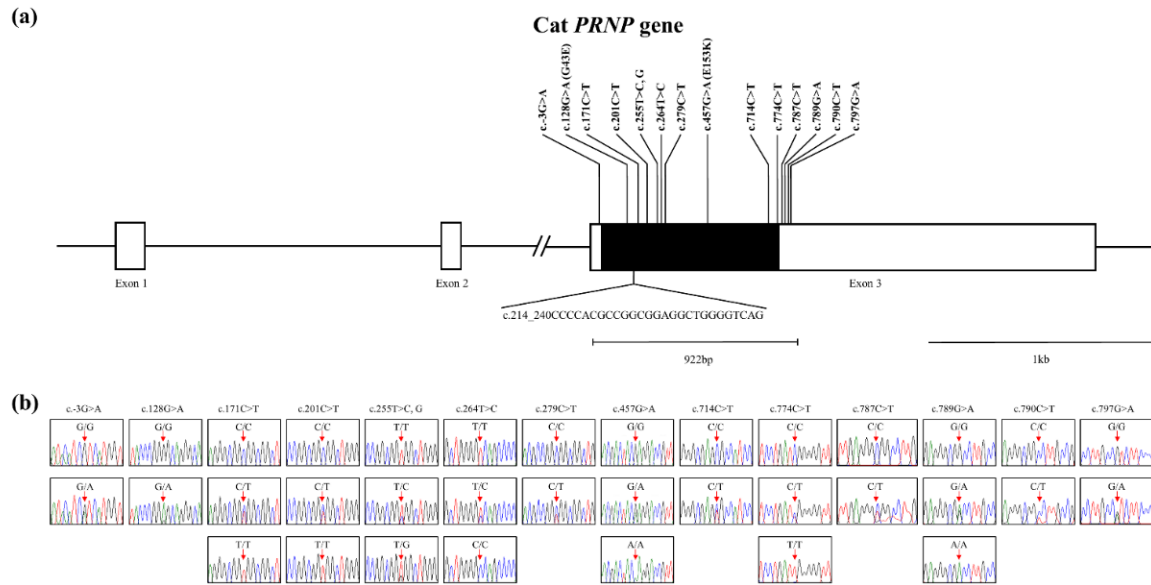 (a)
Cat PRNP gene
c.-3G>A
c.128G>A (G43E)
c.171C>T
c.201C>T
c.255T>C, G
c.264T>C
c.279C>T
c.457G>A (E153K)
c.714C>T
c.774C>T
c.787C>T
c.789G>A
c.790C>T
c.797G>A
Exon 1
Exon 2
Exon 3
c.214_240CCCCACGCCGGCGGAGGCTGGGGTCAG
922bp
1kb
(b)
c.-3G>A c.128G>A c.171C>T c.201C>T c.255T>C, G c.264T>C c.279C>T c.457G>A c.714C>T c.774C>T c.787C>T c.789G>A c.790C>T c.797G>A
G/G G/G C/C C/C T/T T/T C/C G/G C/C C/C C/C G/G C/C G/G
G/A G/A C/T C/T T/C T/C C/T G/A C/T C/T C/T G/A C/T G/A
T/T T/T T/G C/C A/A T/T A/A